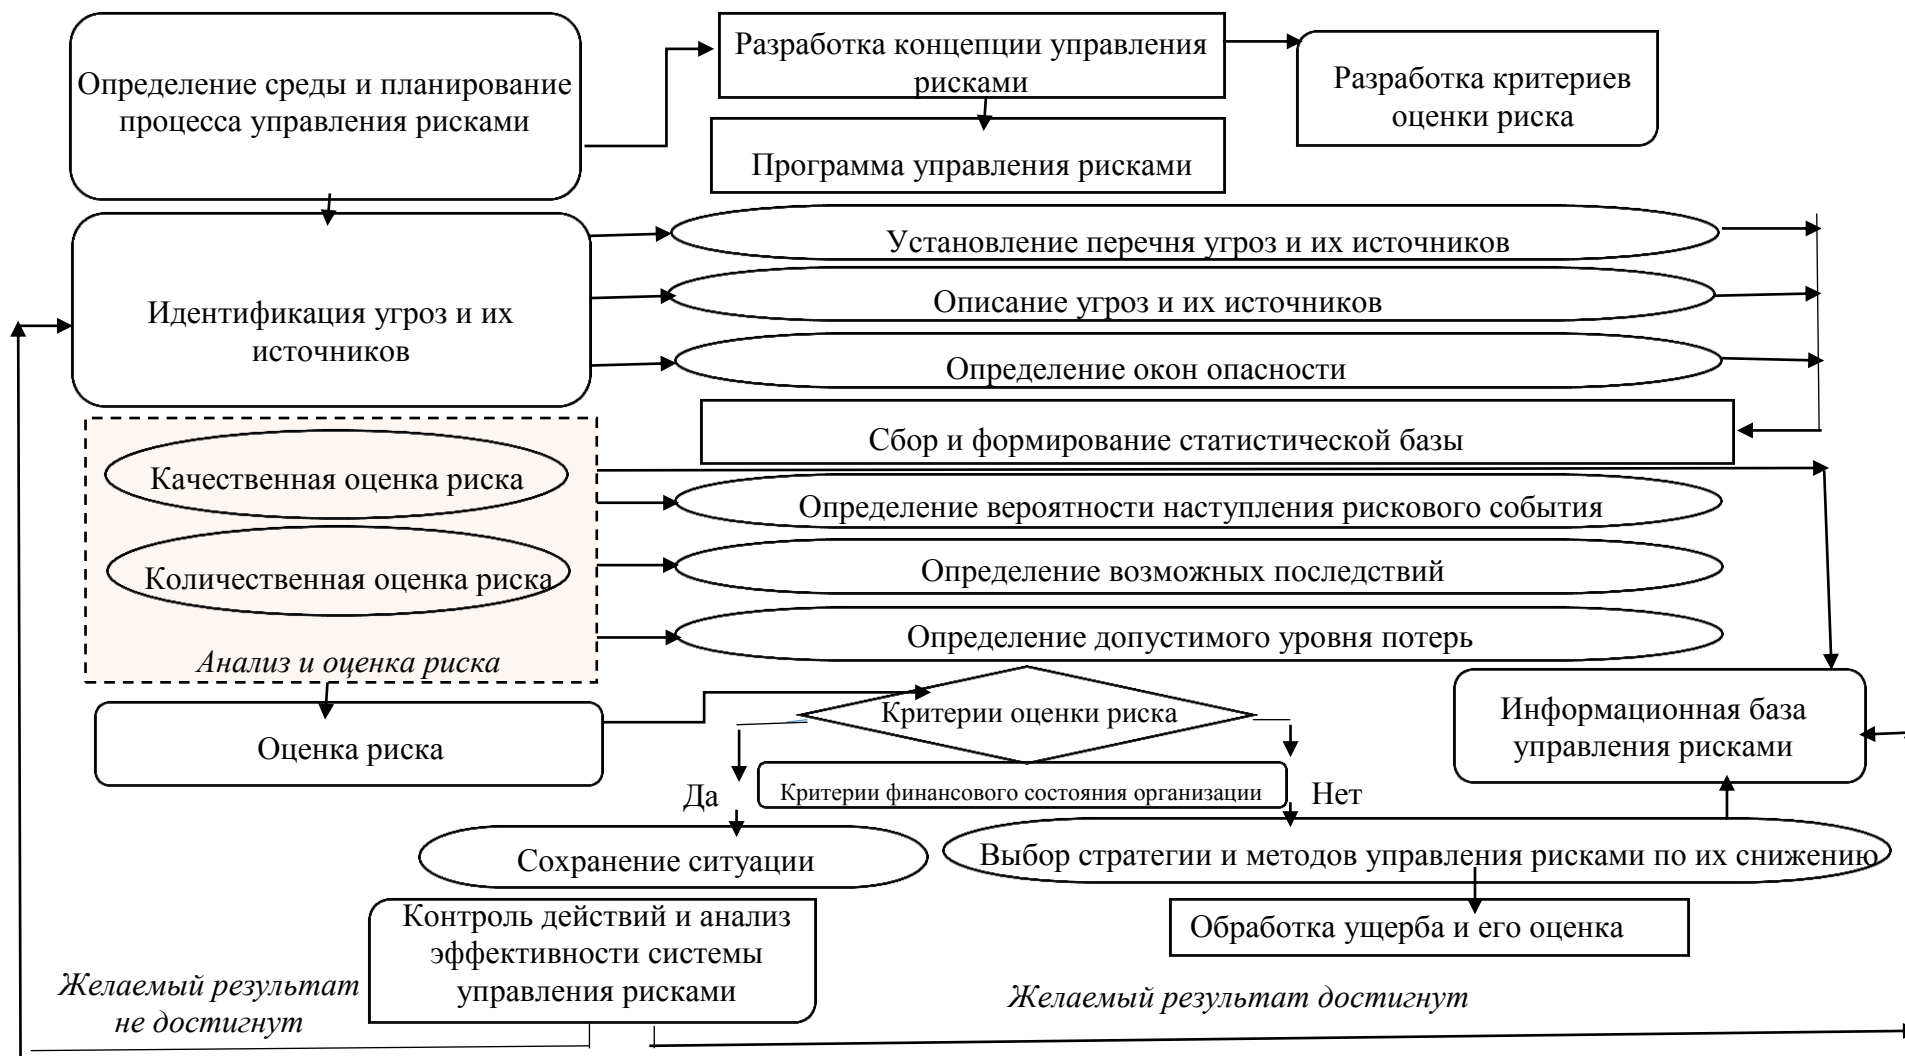 Определение среды и планирование
процесса управления рисками
Разработка концепции управления
рисками
Разработка критериев
оценки риска
Программа управления рисками
Идентификация угроз и их
источников
Установление перечня угроз и их источников
Описание угроз и их источников
Определение окон опасности
Сбор и формирование статистической базы
Качественная оценка риска
Количественная оценка риска
Анализ и оценка риска
Определение вероятности наступления рискового события
Определение возможных последствий
Определение допустимого уровня потерь
Оценка риска
Критерии оценки риска
Информационная база
управления рисками
Да
Критерии финансового состояния организации
Нет
Сохранение ситуации
Выбор стратегии и методов управления рисками по их снижению
Контроль действий и анализ
эффективности системы
управления рисками
Обработка ущерба и его оценка
Желаемый результат
не достигнут
Желаемый результат достигнут